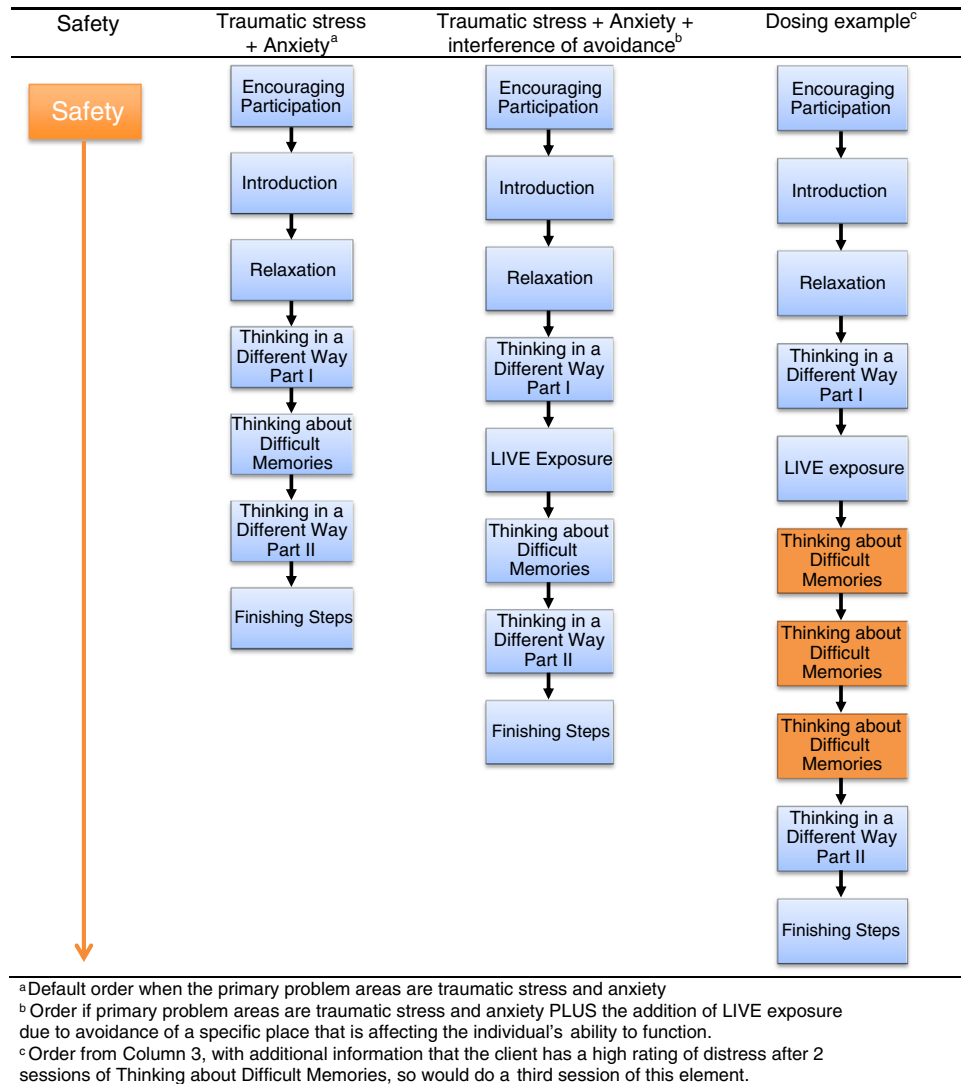 Safety
Traumatic stress
+ Anxietyᵃ
Traumatic stress + Anxiety +
interference of avoidanceᵇ
Dosing exampleᶜ
Safety
Encouraging
Participation
Introduction
Relaxation
Thinking in a
Different Way
Part I
Thinking about
Difficult
Memories
Thinking in a
Different Way
Part II
Finishing Steps
Encouraging
Participation
Introduction
Relaxation
Thinking in a
Different Way
Part I
LIVE Exposure
Thinking about
Difficult
Memories
Thinking in a
Different Way
Part II
Finishing Steps
Encouraging
Participation
Introduction
Relaxation
Thinking in a
Different Way
Part I
LIVE exposure
Thinking about
Difficult
Memories
Thinking about
Difficult
Memories
Thinking about
Difficult
Memories
Thinking in a
Different Way
Part II
Finishing Steps
ᵃ Default order when the primary problem areas are traumatic stress and anxiety
ᵇ Order if primary problem areas are traumatic stress and anxiety PLUS the addition of LIVE exposure
due to avoidance of a specific place that is affecting the individual's ability to function.
ᶜ Order from Column 3, with additional information that the client has a high rating of distress after 2
sessions of Thinking about Difficult Memories, so would do a third session of this element.